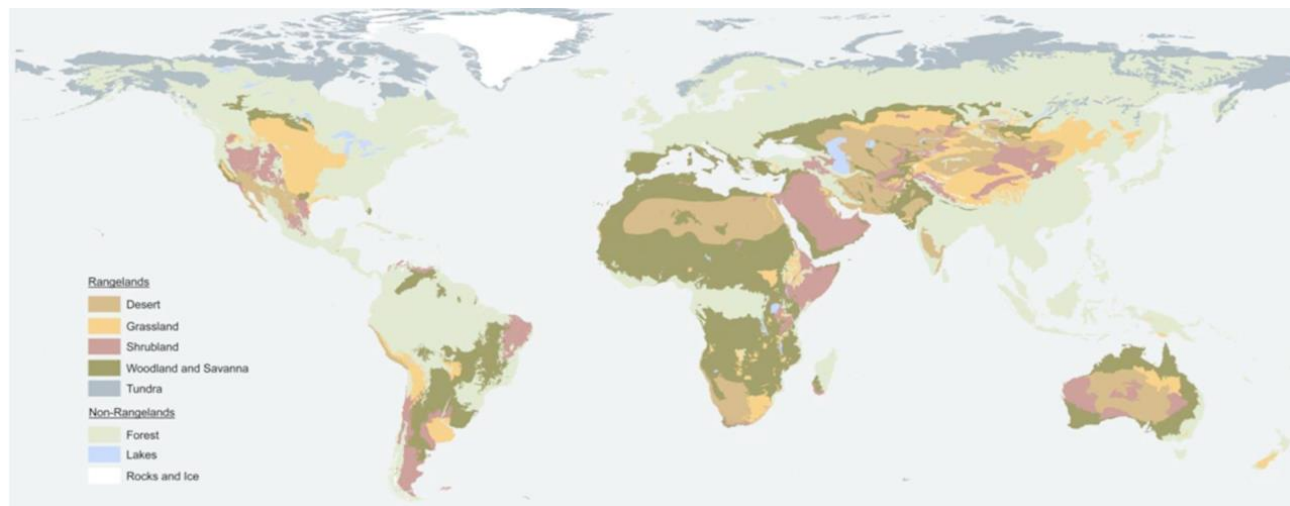 Rangelands
Desert
Grassland
Shrubland
Woodland and Savanna
Tundra
Non-Rangelands
Forest
Lakes
Rocks and Ice